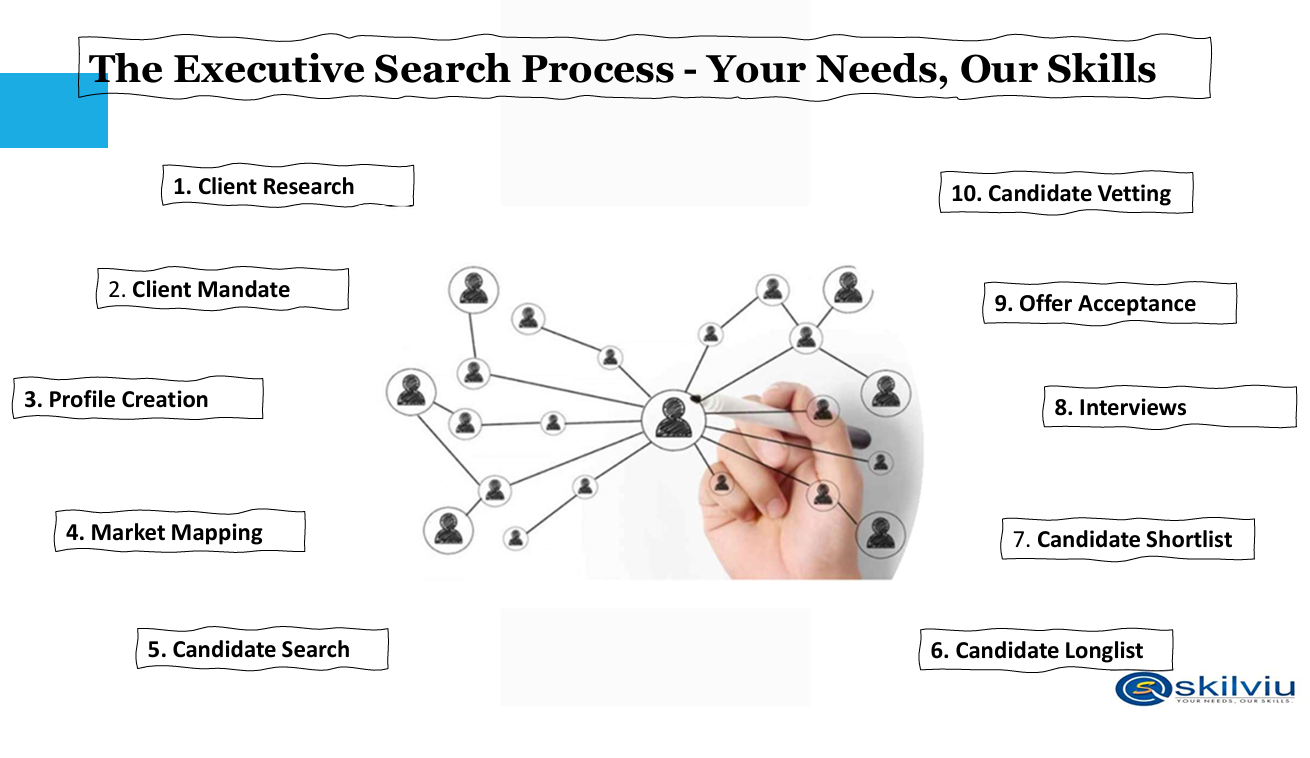 The Executive Search Process - Your Needs, Our Skills
1. Client Research
2. Client Mandate
3. Profile Creation
4. Market Mapping
5. Candidate Search
10. Candidate Vetting
9. Offer Acceptance
8. Interviews
7. Candidate Shortlist
6. Candidate Longlist
skilviu
YOUR NEEDS, OUR SKILLS.